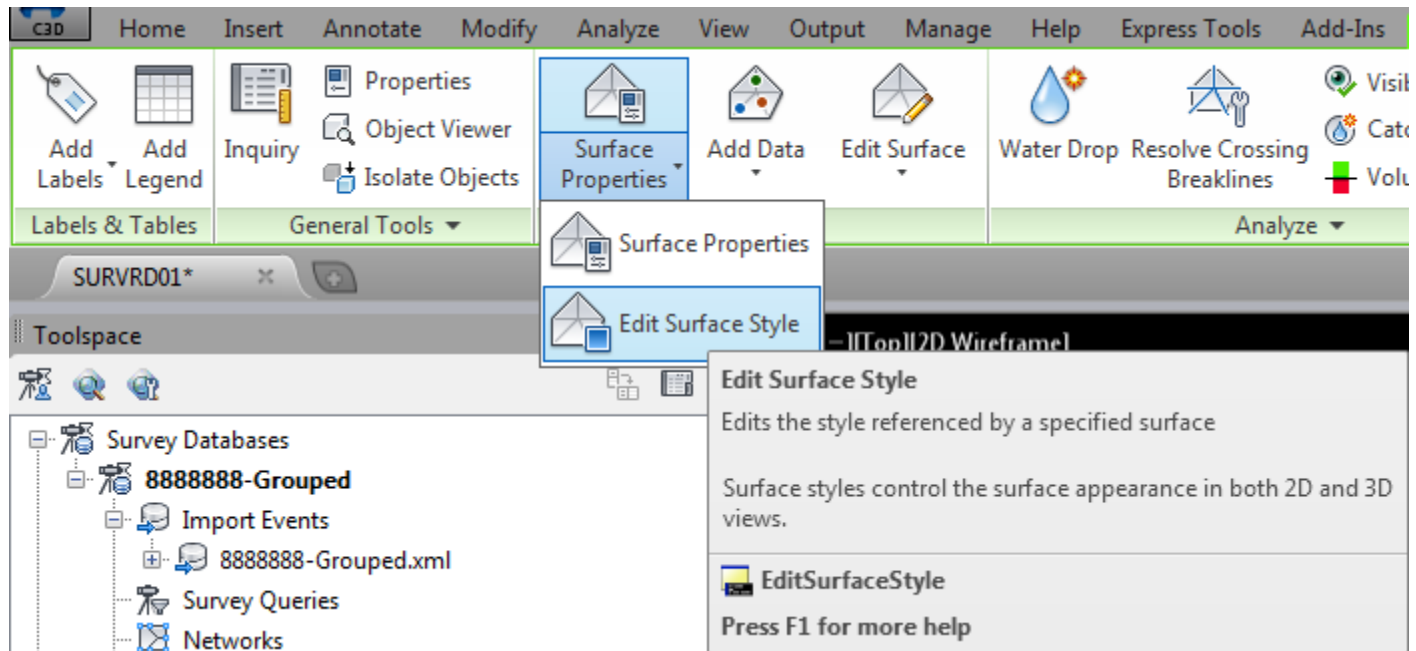 C3D Home Insert Annotate Modify Analyze View Output Manage Help Express Tools Add-Ins
Add Labels
Add Legend
Inquiry
Properties
Object Viewer
Isolate Objects
Surface Properties
Add Data
Edit Surface
Water Drop
Resolve Crossing
Breaklines
Labels & Tables
General Tools
Analyze
Surface Properties
Edit Surface Style
SURVRD01*
Toolspace
–][Top][2D Wireframe]
Edit Surface Style
Edits the style referenced by a specified surface
Surface styles control the surface appearance in both 2D and 3D
views.
EditSurfaceStyle
Press F1 for more help
Survey Databases
8888888-Grouped
Import Events
8888888-Grouped.xml
Survey Queries
Networks